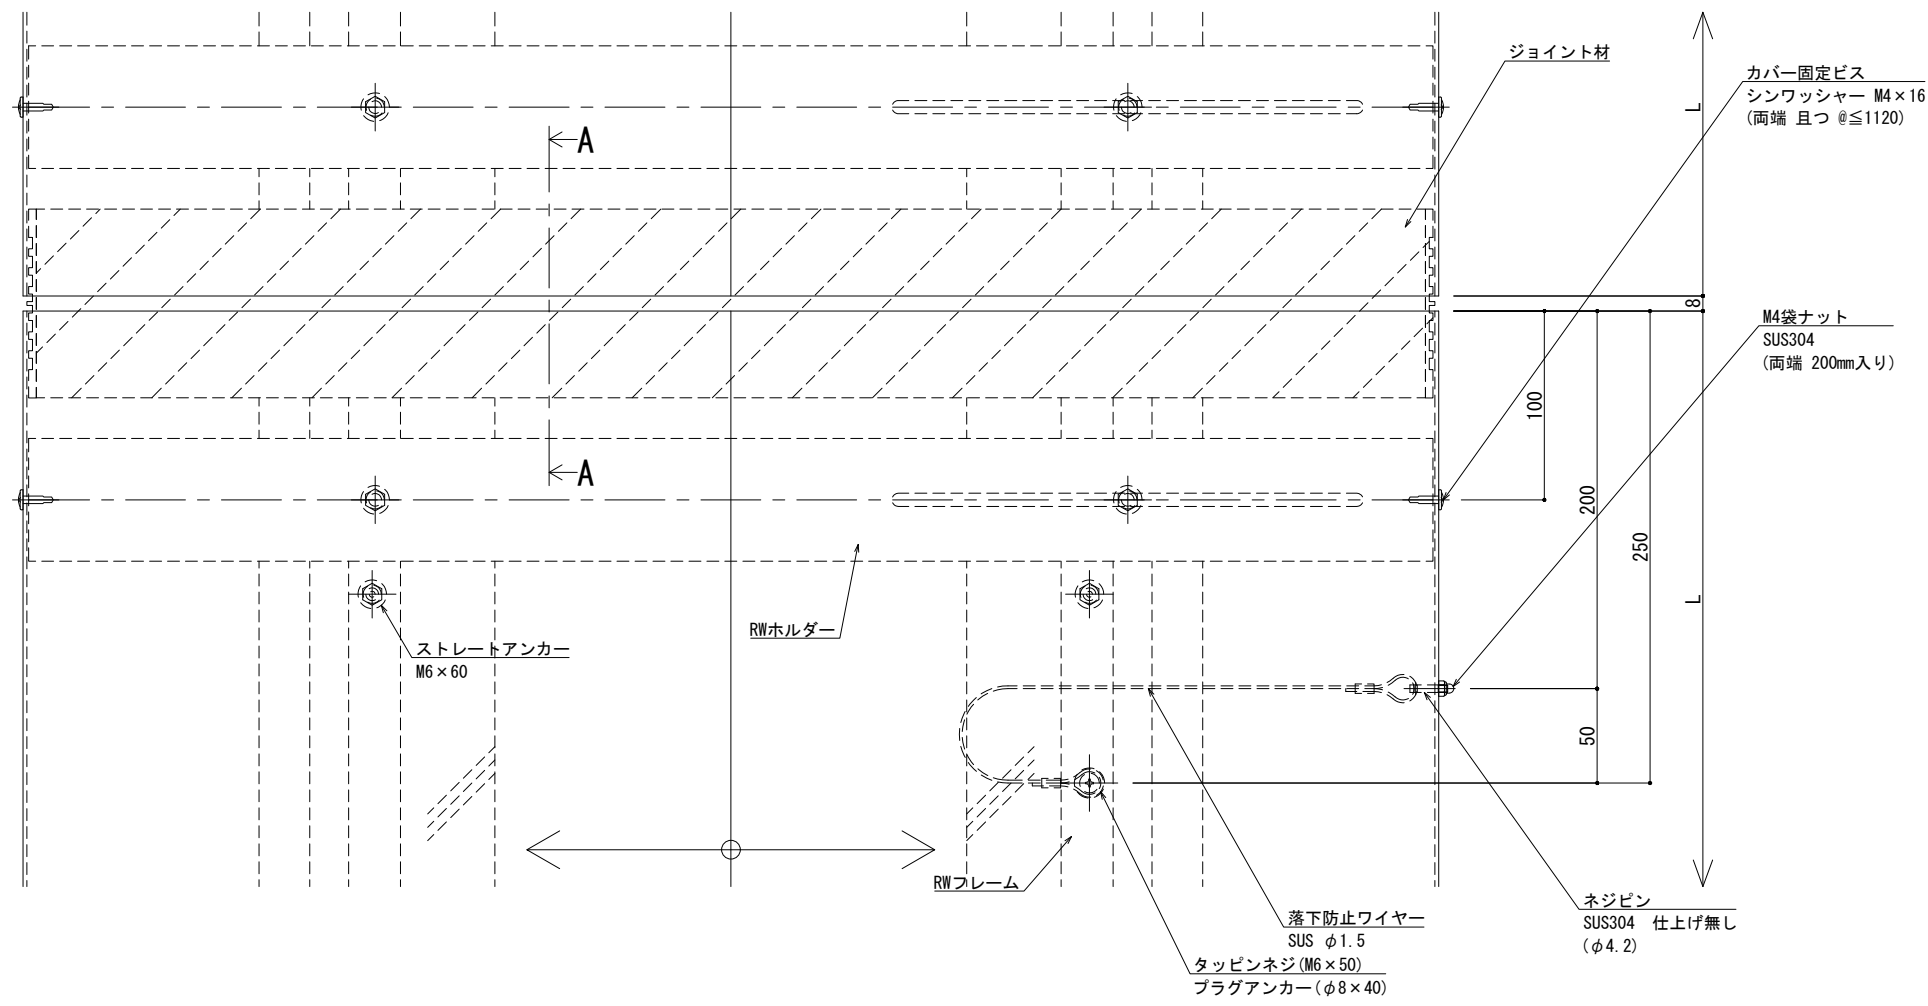 ジョイント材
カバー固定ビス
シンワッシャー M4×16
(両端 且つ @≦1120)
L
A
8
M4袋ナット
SUS304
(両端 200mm入り)
100
A
200
250
L
RWホルダー
ストレートアンカー
M6×60
50
RWフレーム
ネジピン
SUS304 仕上げ無し
(φ4.2)
落下防止ワイヤー
SUS φ1.5
タッピンネジ(M6×50)
プラグアンカー(φ8×40)